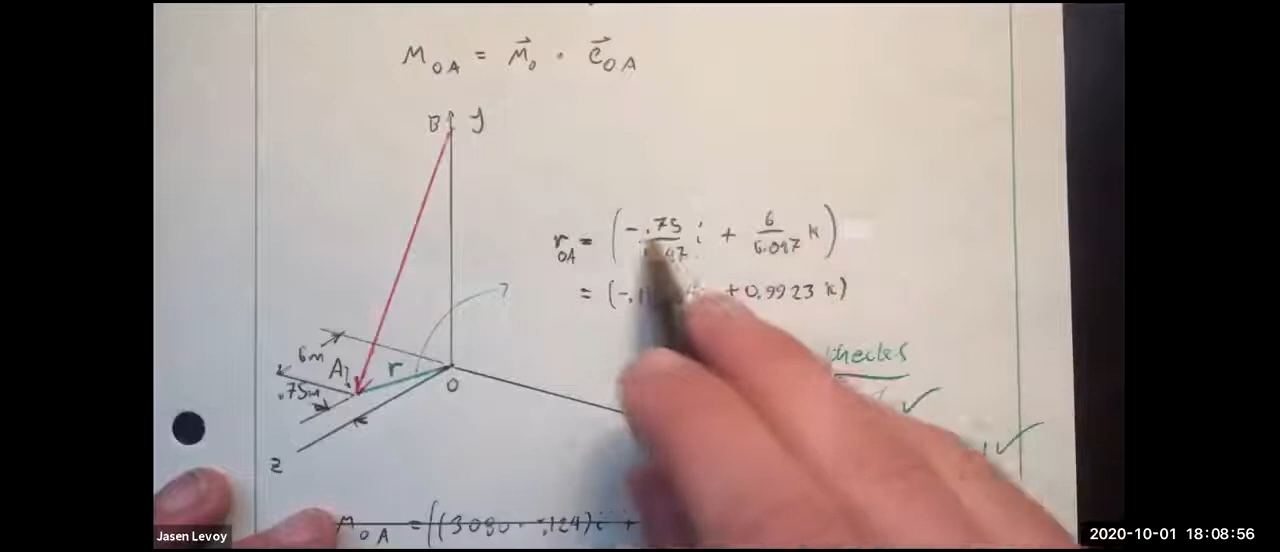 M_OA = M⃗_o · e⃗_OA
B y
r_OA = ( -.75 i + 6/6.047 k )
= (-.1 +0.9923 k)
checks
6m
A
r
?
.75m
O
z
M_OA = ((3080 · -.124)i +
Jasen Levoy
2020-10-01 18:08:56